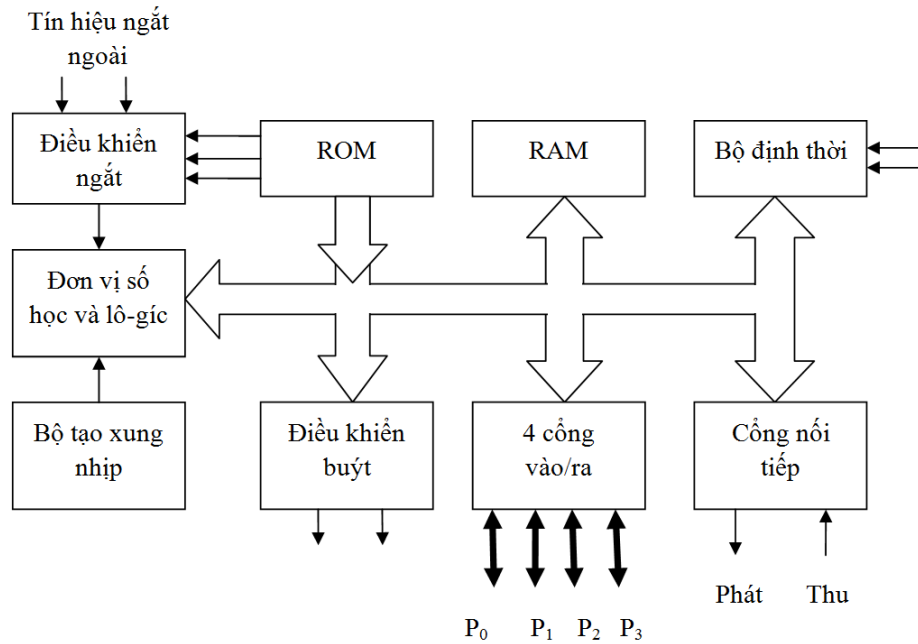 Tín hiệu ngắt
ngoài
Điều khiển
ngắt
ROM
RAM
Bộ định thời
Đơn vị số
học và lô-gíc
Bộ tạo xung
nhịp
Điều khiển
buýt
4 cổng
vào/ra
Cổng nối
tiếp
Phát
Thu
P0
P1
P2
P3